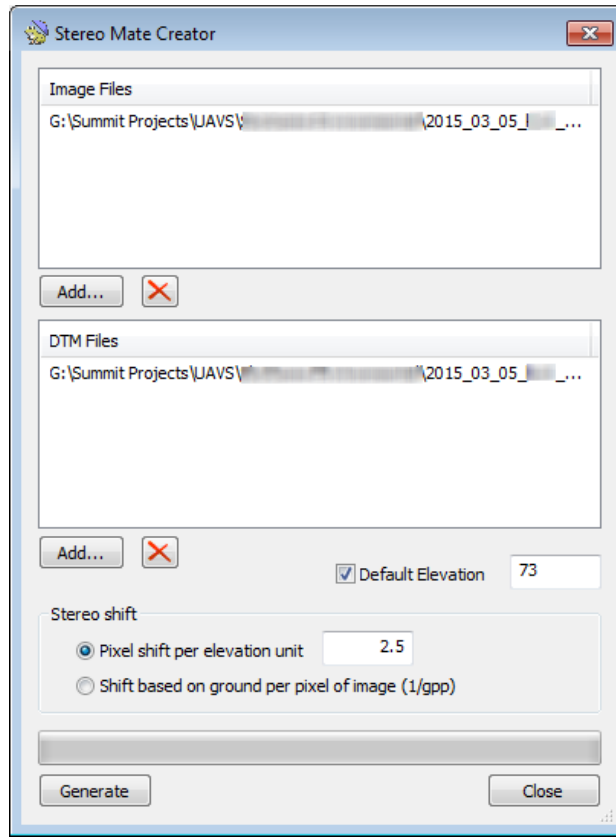 Stereo Mate Creator
Image Files
G:\Summit Projects\UAVS\ \2015_03_05_ _...
Add...
DTM Files
G:\Summit Projects\UAVS\ \2015_03_05_ _...
Add...
Default Elevation 73
Stereo shift
Pixel shift per elevation unit 2.5
Shift based on ground per pixel of image (1/gpp)
Generate Close